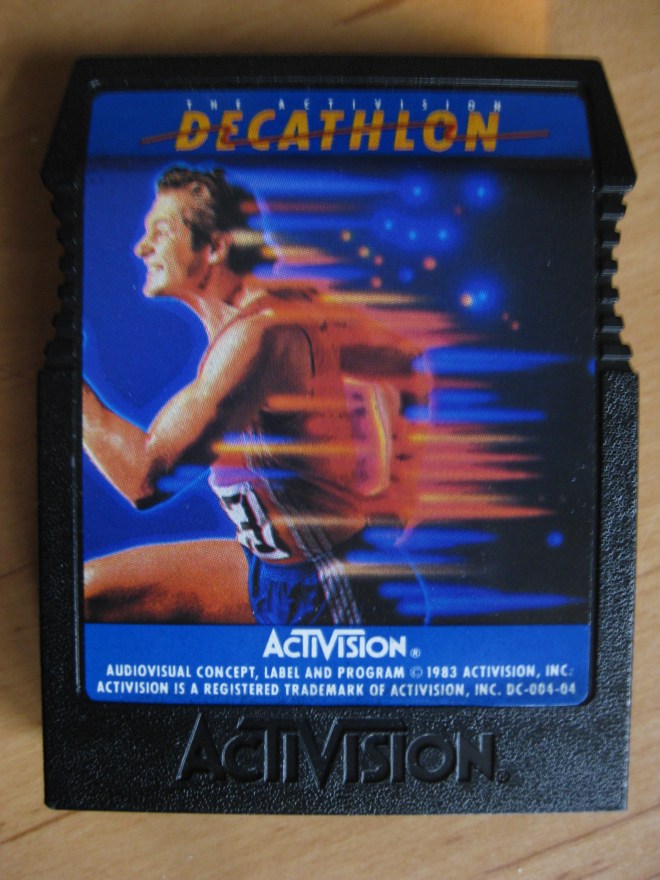 THE ACTIVISION
DECATHLON
ACTIVISION®
AUDIOVISUAL CONCEPT, LABEL AND PROGRAM © 1983 ACTIVISION, INC.
ACTIVISION IS A REGISTERED TRADEMARK OF ACTIVISION, INC. DC-004-04
ACTIVISION®